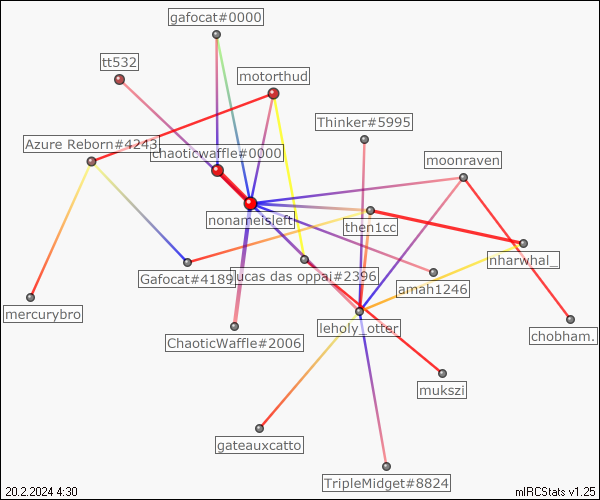 gafocat#0000
tt532
motorthud
Thinker#5995
Azure Reborn#4243
chaoticwaffle#0000
moonraven
nonameisleft
then1cc
nharwhal_
Gafocat#4189
lucas das oppai#2396
amah1246
mercurybro
leholy_otter
chobham.
ChaoticWaffle#2006
mukszi
gateauxcatto
TripleMidget#8824
20.2.2024 4:30
mIRCStats v1.25